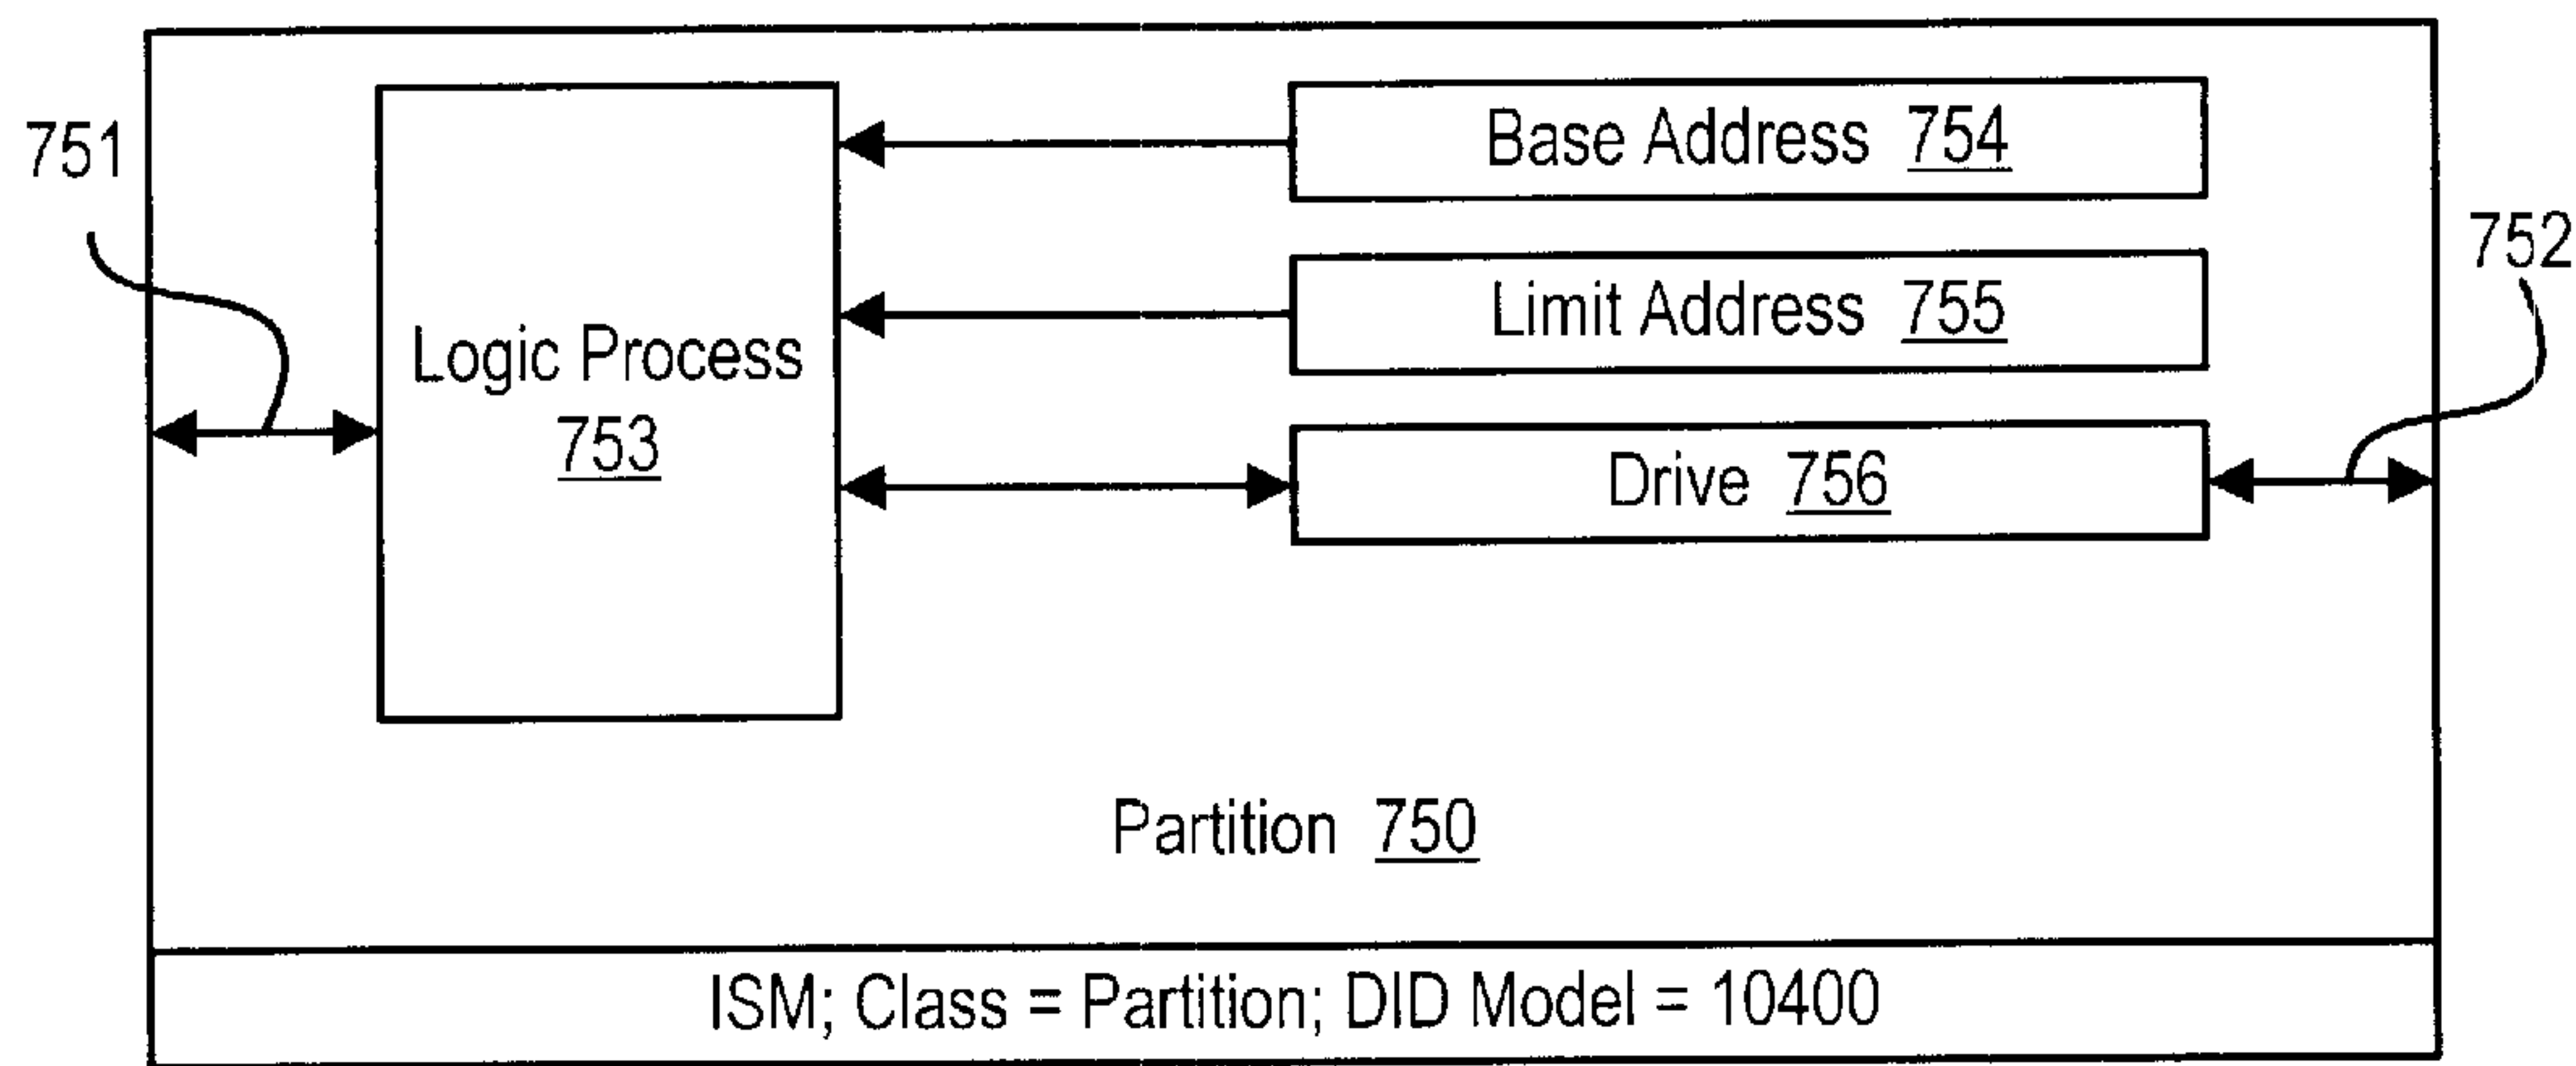 751
Base Address 754
Limit Address 755
752
Logic Process
753
Drive 756
Partition 750
ISM; Class = Partition; DID Model = 10400